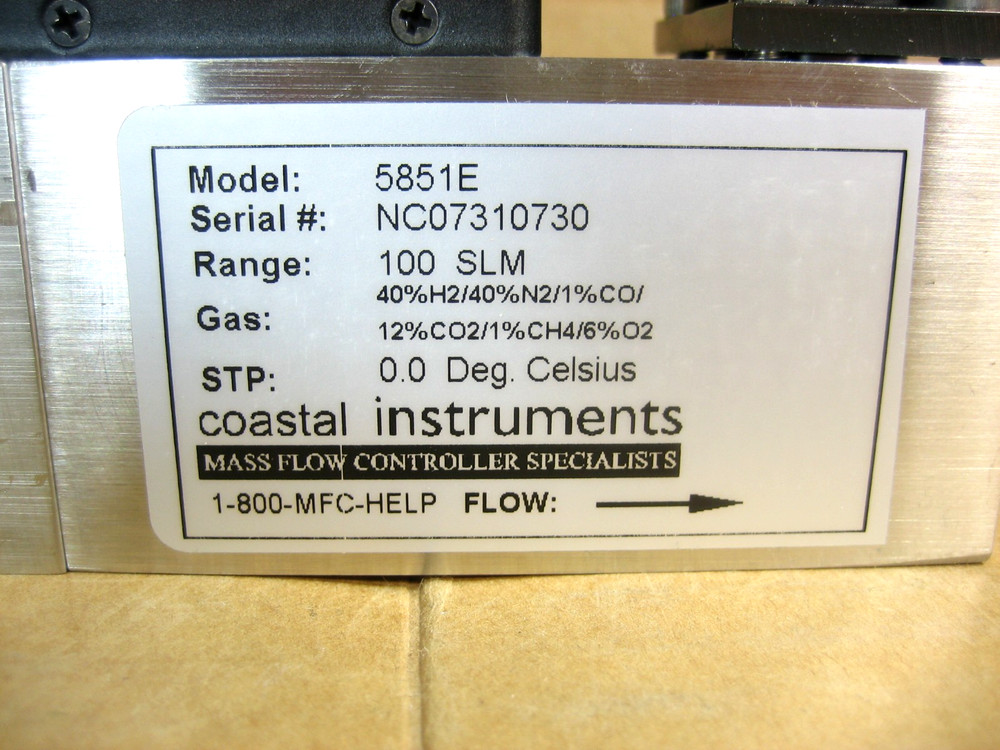 Model: 5851E
Serial #: NC07310730
Range: 100 SLM
Gas: 40%H2/40%N2/1%CO/
12%CO2/1%CH4/6%O2
STP: 0.0 Deg. Celsius
coastal instruments
MASS FLOW CONTROLLER SPECIALISTS
1-800-MFC-HELP FLOW: